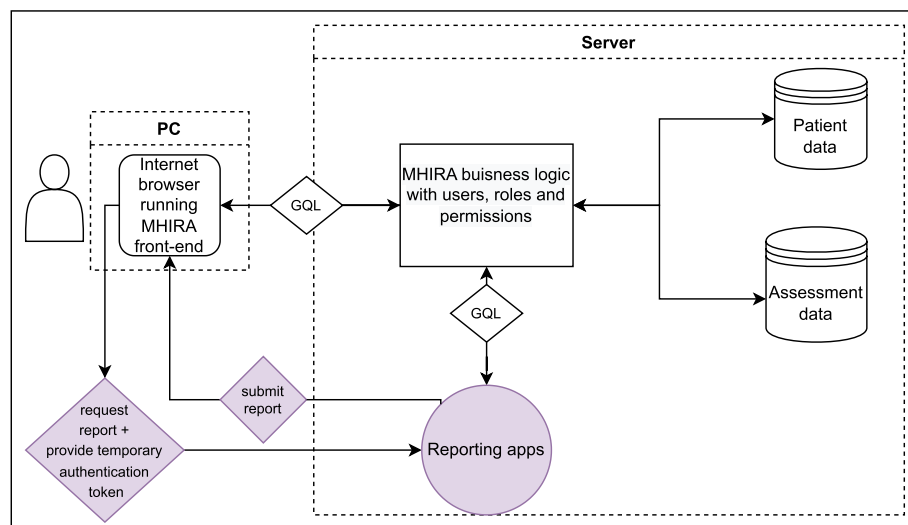 Server
PC
Patient
data
Internet
browser
running
MHIRA
front-end
GQL
MHIRA buisness logic
with users, roles and
permissions
Assessment
data
GQL
submit
report
request
report +
provide temporary
authentication
token
Reporting apps